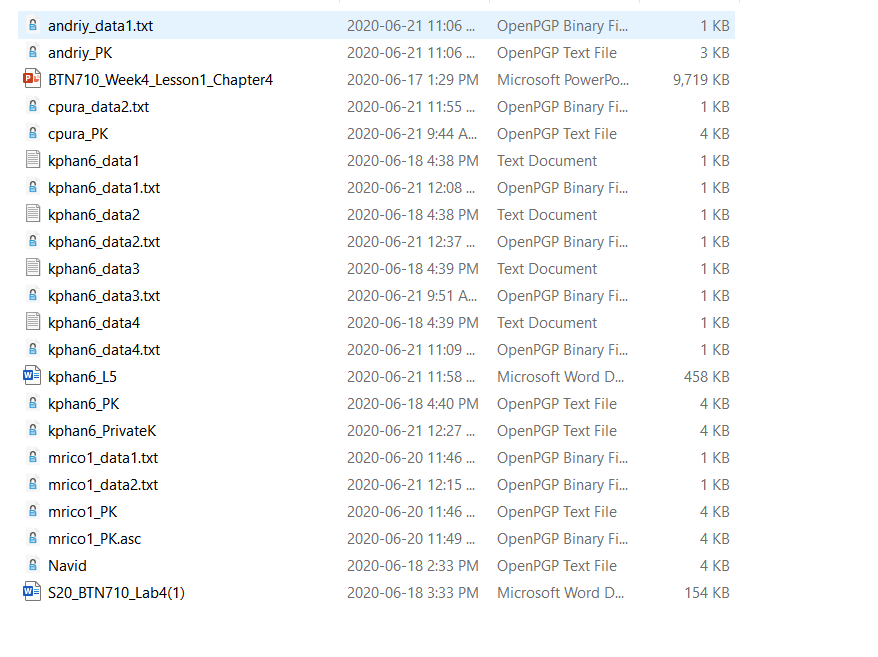 andriy_data1.txt 2020-06-21 11:06 ... OpenPGP Binary Fi... 1 KB
andriy_PK 2020-06-21 11:06 ... OpenPGP Text File 3 KB
BTN710_Week4_Lesson1_Chapter4 2020-06-17 1:29 PM Microsoft PowerPo... 9,719 KB
cpura_data2.txt 2020-06-21 11:55 ... OpenPGP Binary Fi... 1 KB
cpura_PK 2020-06-21 9:44 A... OpenPGP Text File 4 KB
kphan6_data1 2020-06-18 4:38 PM Text Document 1 KB
kphan6_data1.txt 2020-06-21 12:08 ... OpenPGP Binary Fi... 1 KB
kphan6_data2 2020-06-18 4:38 PM Text Document 1 KB
kphan6_data2.txt 2020-06-21 12:37 ... OpenPGP Binary Fi... 1 KB
kphan6_data3 2020-06-18 4:39 PM Text Document 1 KB
kphan6_data3.txt 2020-06-21 9:51 A... OpenPGP Binary Fi... 1 KB
kphan6_data4 2020-06-18 4:39 PM Text Document 1 KB
kphan6_data4.txt 2020-06-21 11:09 ... OpenPGP Binary Fi... 1 KB
kphan6_L5 2020-06-21 11:58 ... Microsoft Word D... 458 KB
kphan6_PK 2020-06-18 4:40 PM OpenPGP Text File 4 KB
kphan6_PrivateK 2020-06-21 12:27 ... OpenPGP Text File 4 KB
mrico1_data1.txt 2020-06-20 11:46 ... OpenPGP Binary Fi... 1 KB
mrico1_data2.txt 2020-06-21 12:15 ... OpenPGP Binary Fi... 1 KB
mrico1_PK 2020-06-20 11:46 ... OpenPGP Text File 4 KB
mrico1_PK.asc 2020-06-20 11:49 ... OpenPGP Binary Fi... 4 KB
Navid 2020-06-18 2:33 PM OpenPGP Text File 4 KB
S20_BTN710_Lab4(1) 2020-06-18 3:33 PM Microsoft Word D... 154 KB